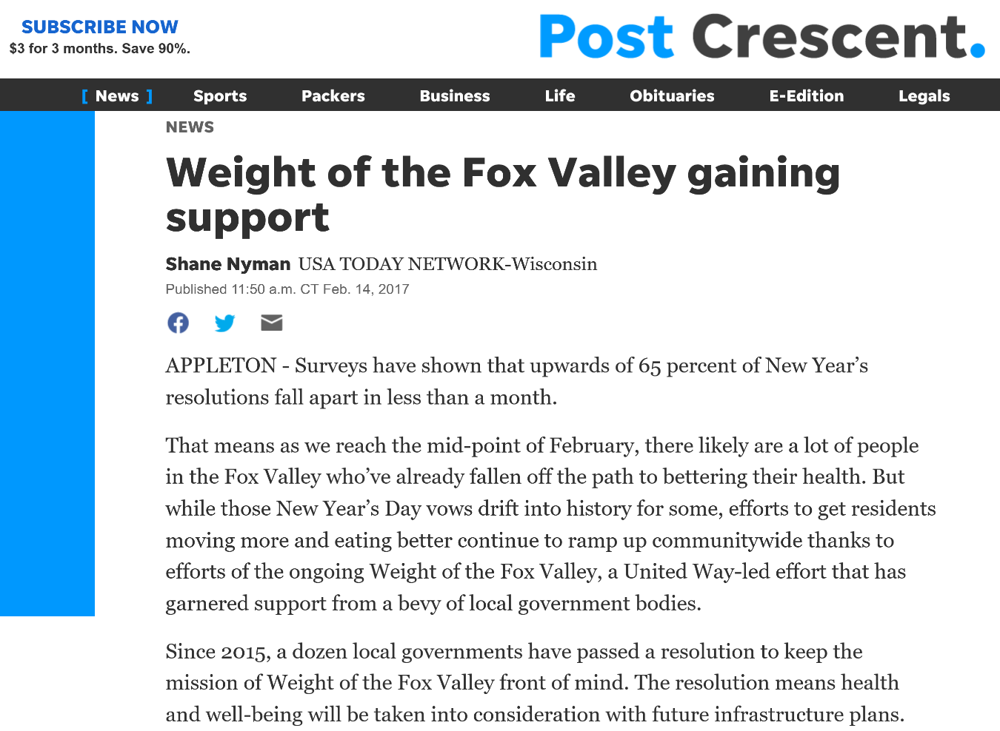 SUBSCRIBE NOW
$3 for 3 months. Save 90%.
Post Crescent.
[ News ] Sports Packers Business Life Obituaries E-Edition Legals
NEWS
Weight of the Fox Valley gaining
support
Shane Nyman USA TODAY NETWORK-Wisconsin
Published 11:50 a.m. CT Feb. 14, 2017
APPLETON - Surveys have shown that upwards of 65 percent of New Year’s
resolutions fall apart in less than a month.
That means as we reach the mid-point of February, there likely are a lot of people
in the Fox Valley who’ve already fallen off the path to bettering their health. But
while those New Year’s Day vows drift into history for some, efforts to get residents
moving more and eating better continue to ramp up communitywide thanks to
efforts of the ongoing Weight of the Fox Valley, a United Way-led effort that has
garnered support from a bevy of local government bodies.
Since 2015, a dozen local governments have passed a resolution to keep the
mission of Weight of the Fox Valley front of mind. The resolution means health
and well-being will be taken into consideration with future infrastructure plans.